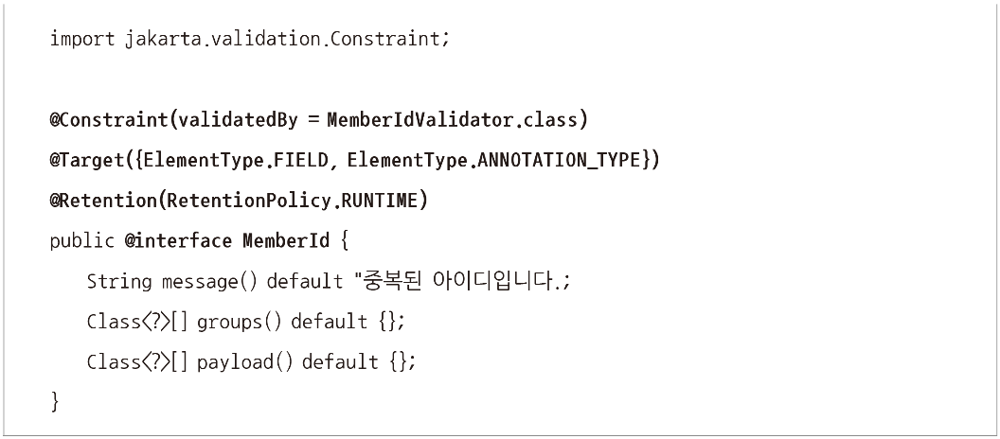 import jakarta.validation.Constraint;
@Constraint(validatedBy = MemberIdValidator.class)
@Target({ElementType.FIELD, ElementType.ANNOTATION_TYPE})
@Retention(RetentionPolicy.RUNTIME)
public @interface MemberId {
String message() default "중복된 아이디입니다.;
Class<?>[] groups() default {};
Class<?>[] payload() default {};
}